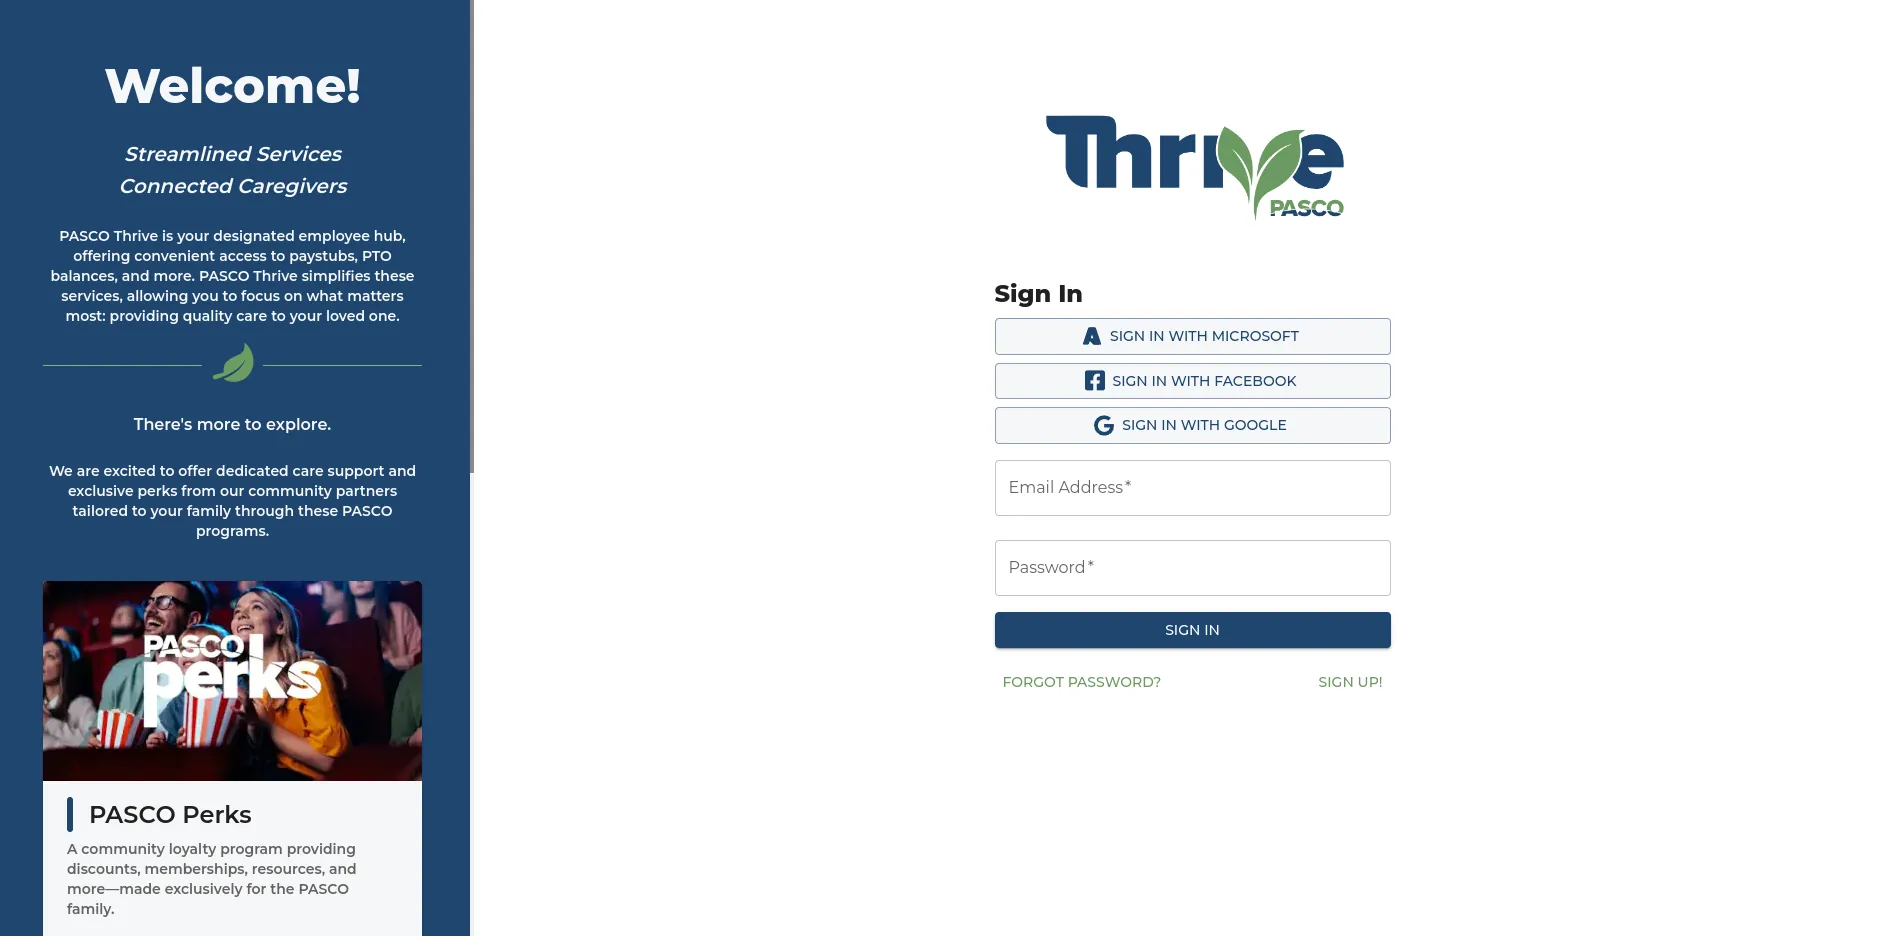 Welcome!
Streamlined Services
Connected Caregivers
PASCO Thrive is your designated employee hub,
offering convenient access to paystubs, PTO
balances, and more. PASCO Thrive simplifies these
services, allowing you to focus on what matters
most: providing quality care to your loved one.
There's more to explore.
We are excited to offer dedicated care support and
exclusive perks from our community partners
tailored to your family through these PASCO
programs.
PASCO
perks
PASCO Perks
A community loyalty program providing
discounts, memberships, resources, and
more—made exclusively for the PASCO
family.
Thrive
PASCO
Sign In
SIGN IN WITH MICROSOFT
SIGN IN WITH FACEBOOK
SIGN IN WITH GOOGLE
Email Address*
Password*
SIGN IN
FORGOT PASSWORD?
SIGN UP!